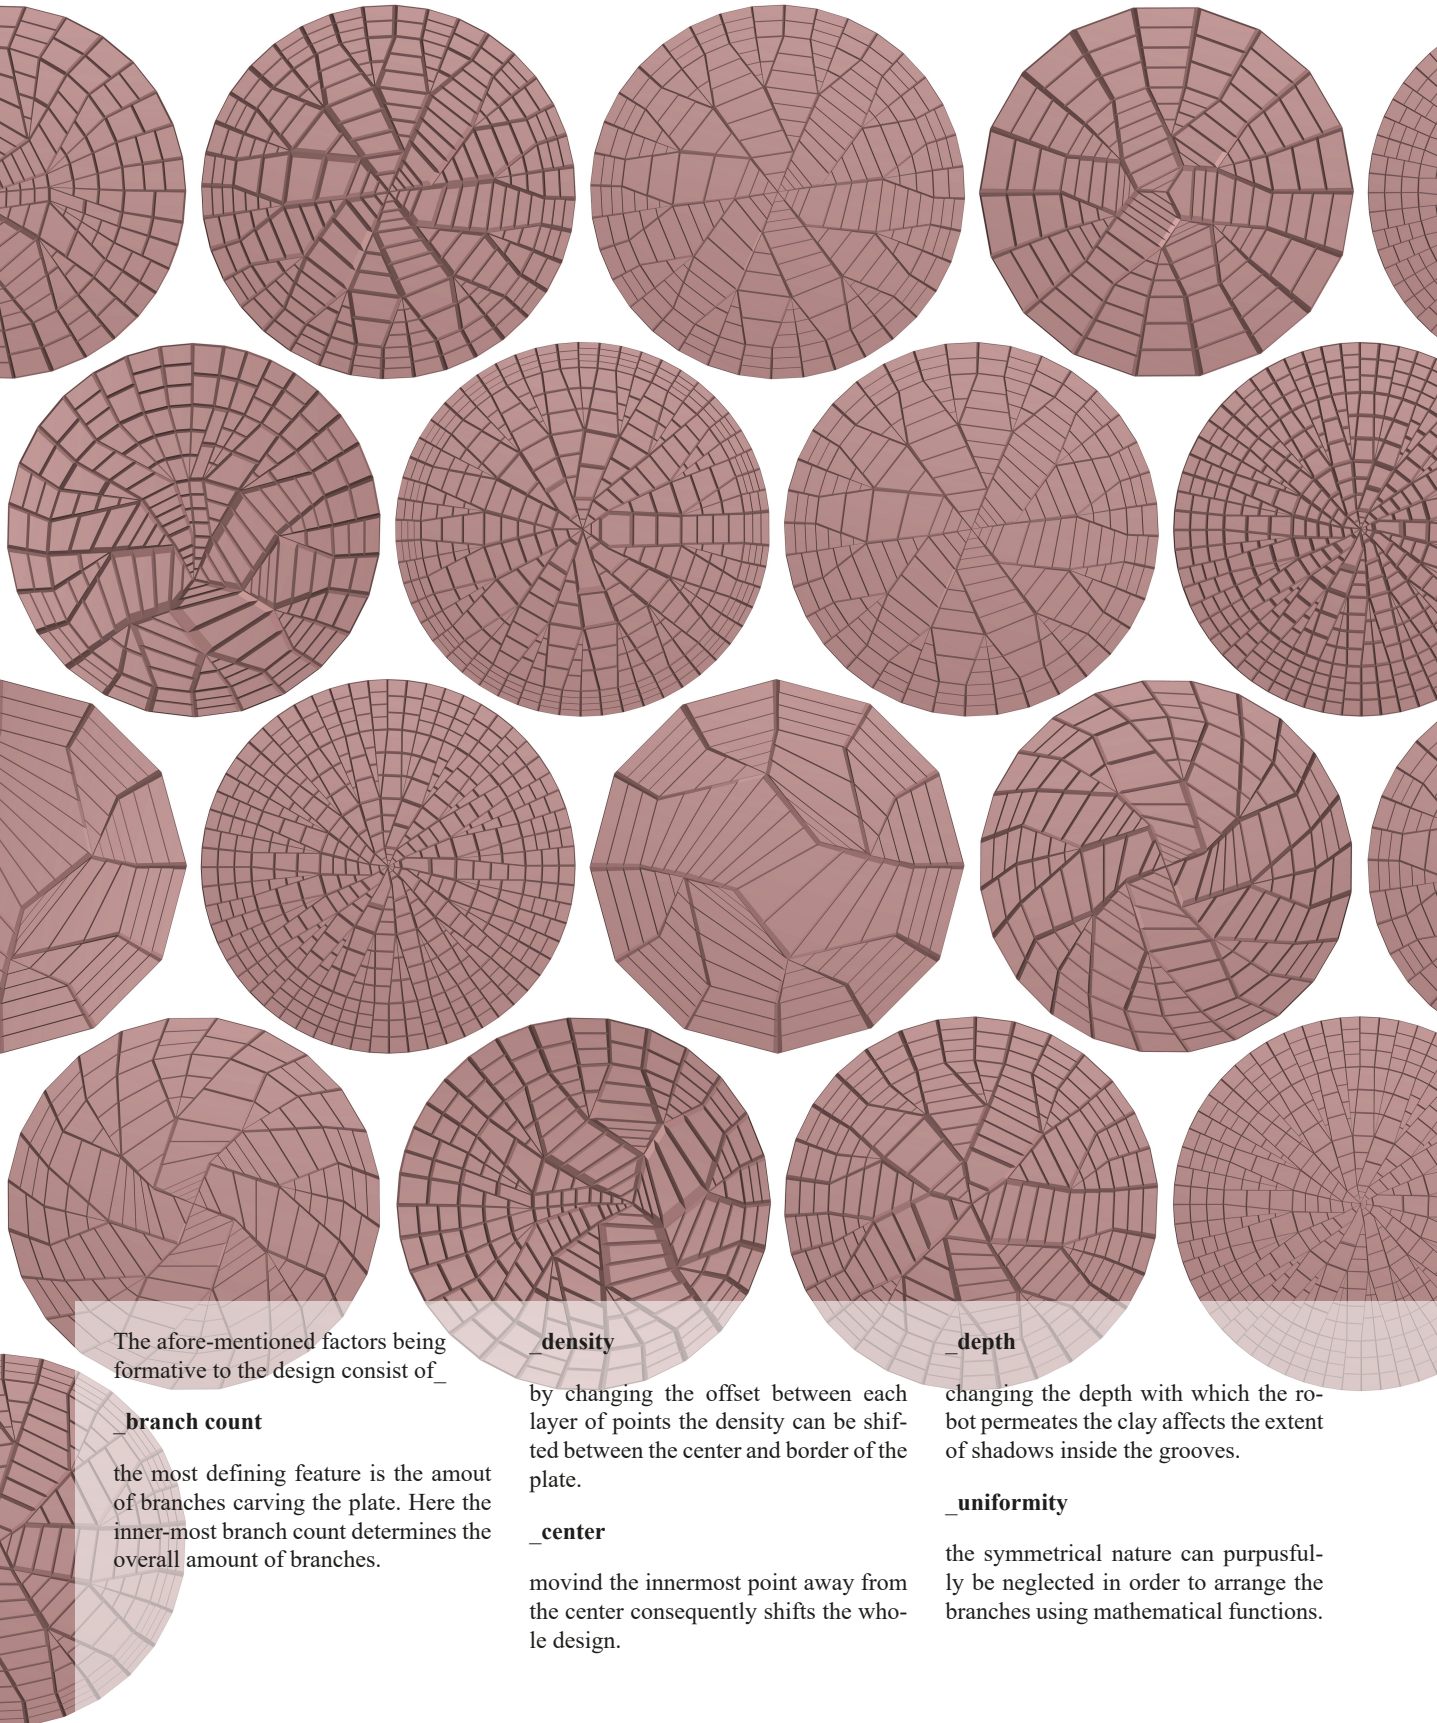 The afore-mentioned factors being
formative to the design consist of_
_branch count
the most defining feature is the amout
of branches carving the plate. Here the
inner-most branch count determines the
overall amount of branches.
_density
by changing the offset between each
layer of points the density can be shif-
ted between the center and border of the
plate.
_center
movind the innermost point away from
the center consequently shifts the who-
le design.
_depth
changing the depth with which the ro-
bot permeates the clay affects the extent
of shadows inside the grooves.
_uniformity
the symmetrical nature can purpusful-
ly be neglected in order to arrange the
branches using mathematical functions.